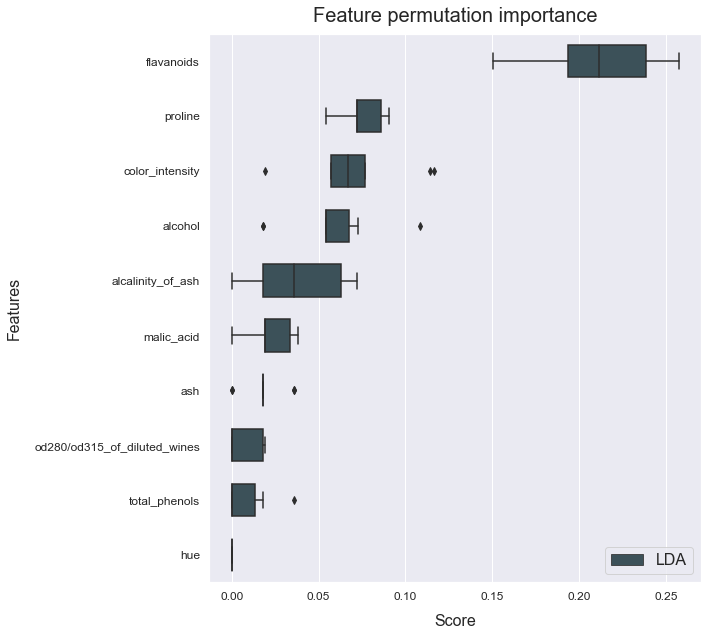 Feature permutation importance
Features
flavanoids
proline
color_intensity
alcohol
alcalinity_of_ash
malic_acid
ash
od280/od315_of_diluted_wines
total_phenols
hue
LDA
0.00 0.05 0.10 0.15 0.20 0.25
Score